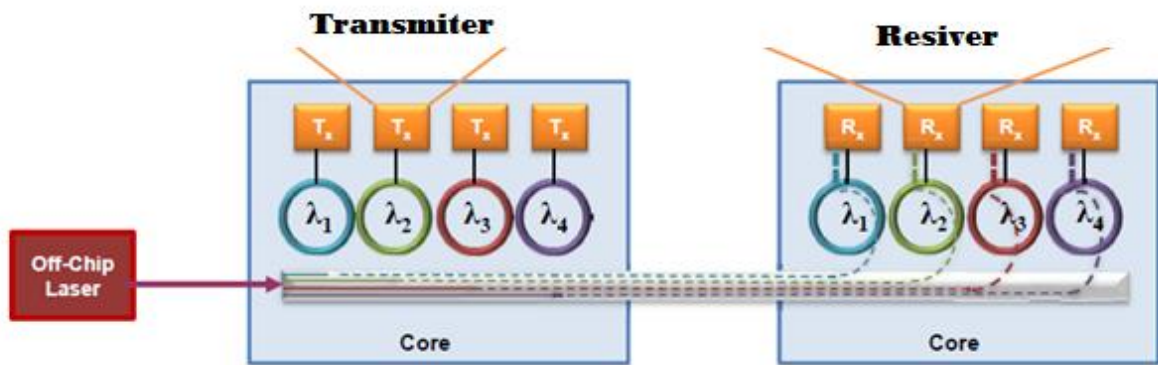 Transmiter
Resiver
Tx Tx Tx Tx
Rx Rx Rx Rx
λ1 λ2 λ3 λ4
λ1 λ2 λ3 λ4
Off-Chip
Laser
Core
Core